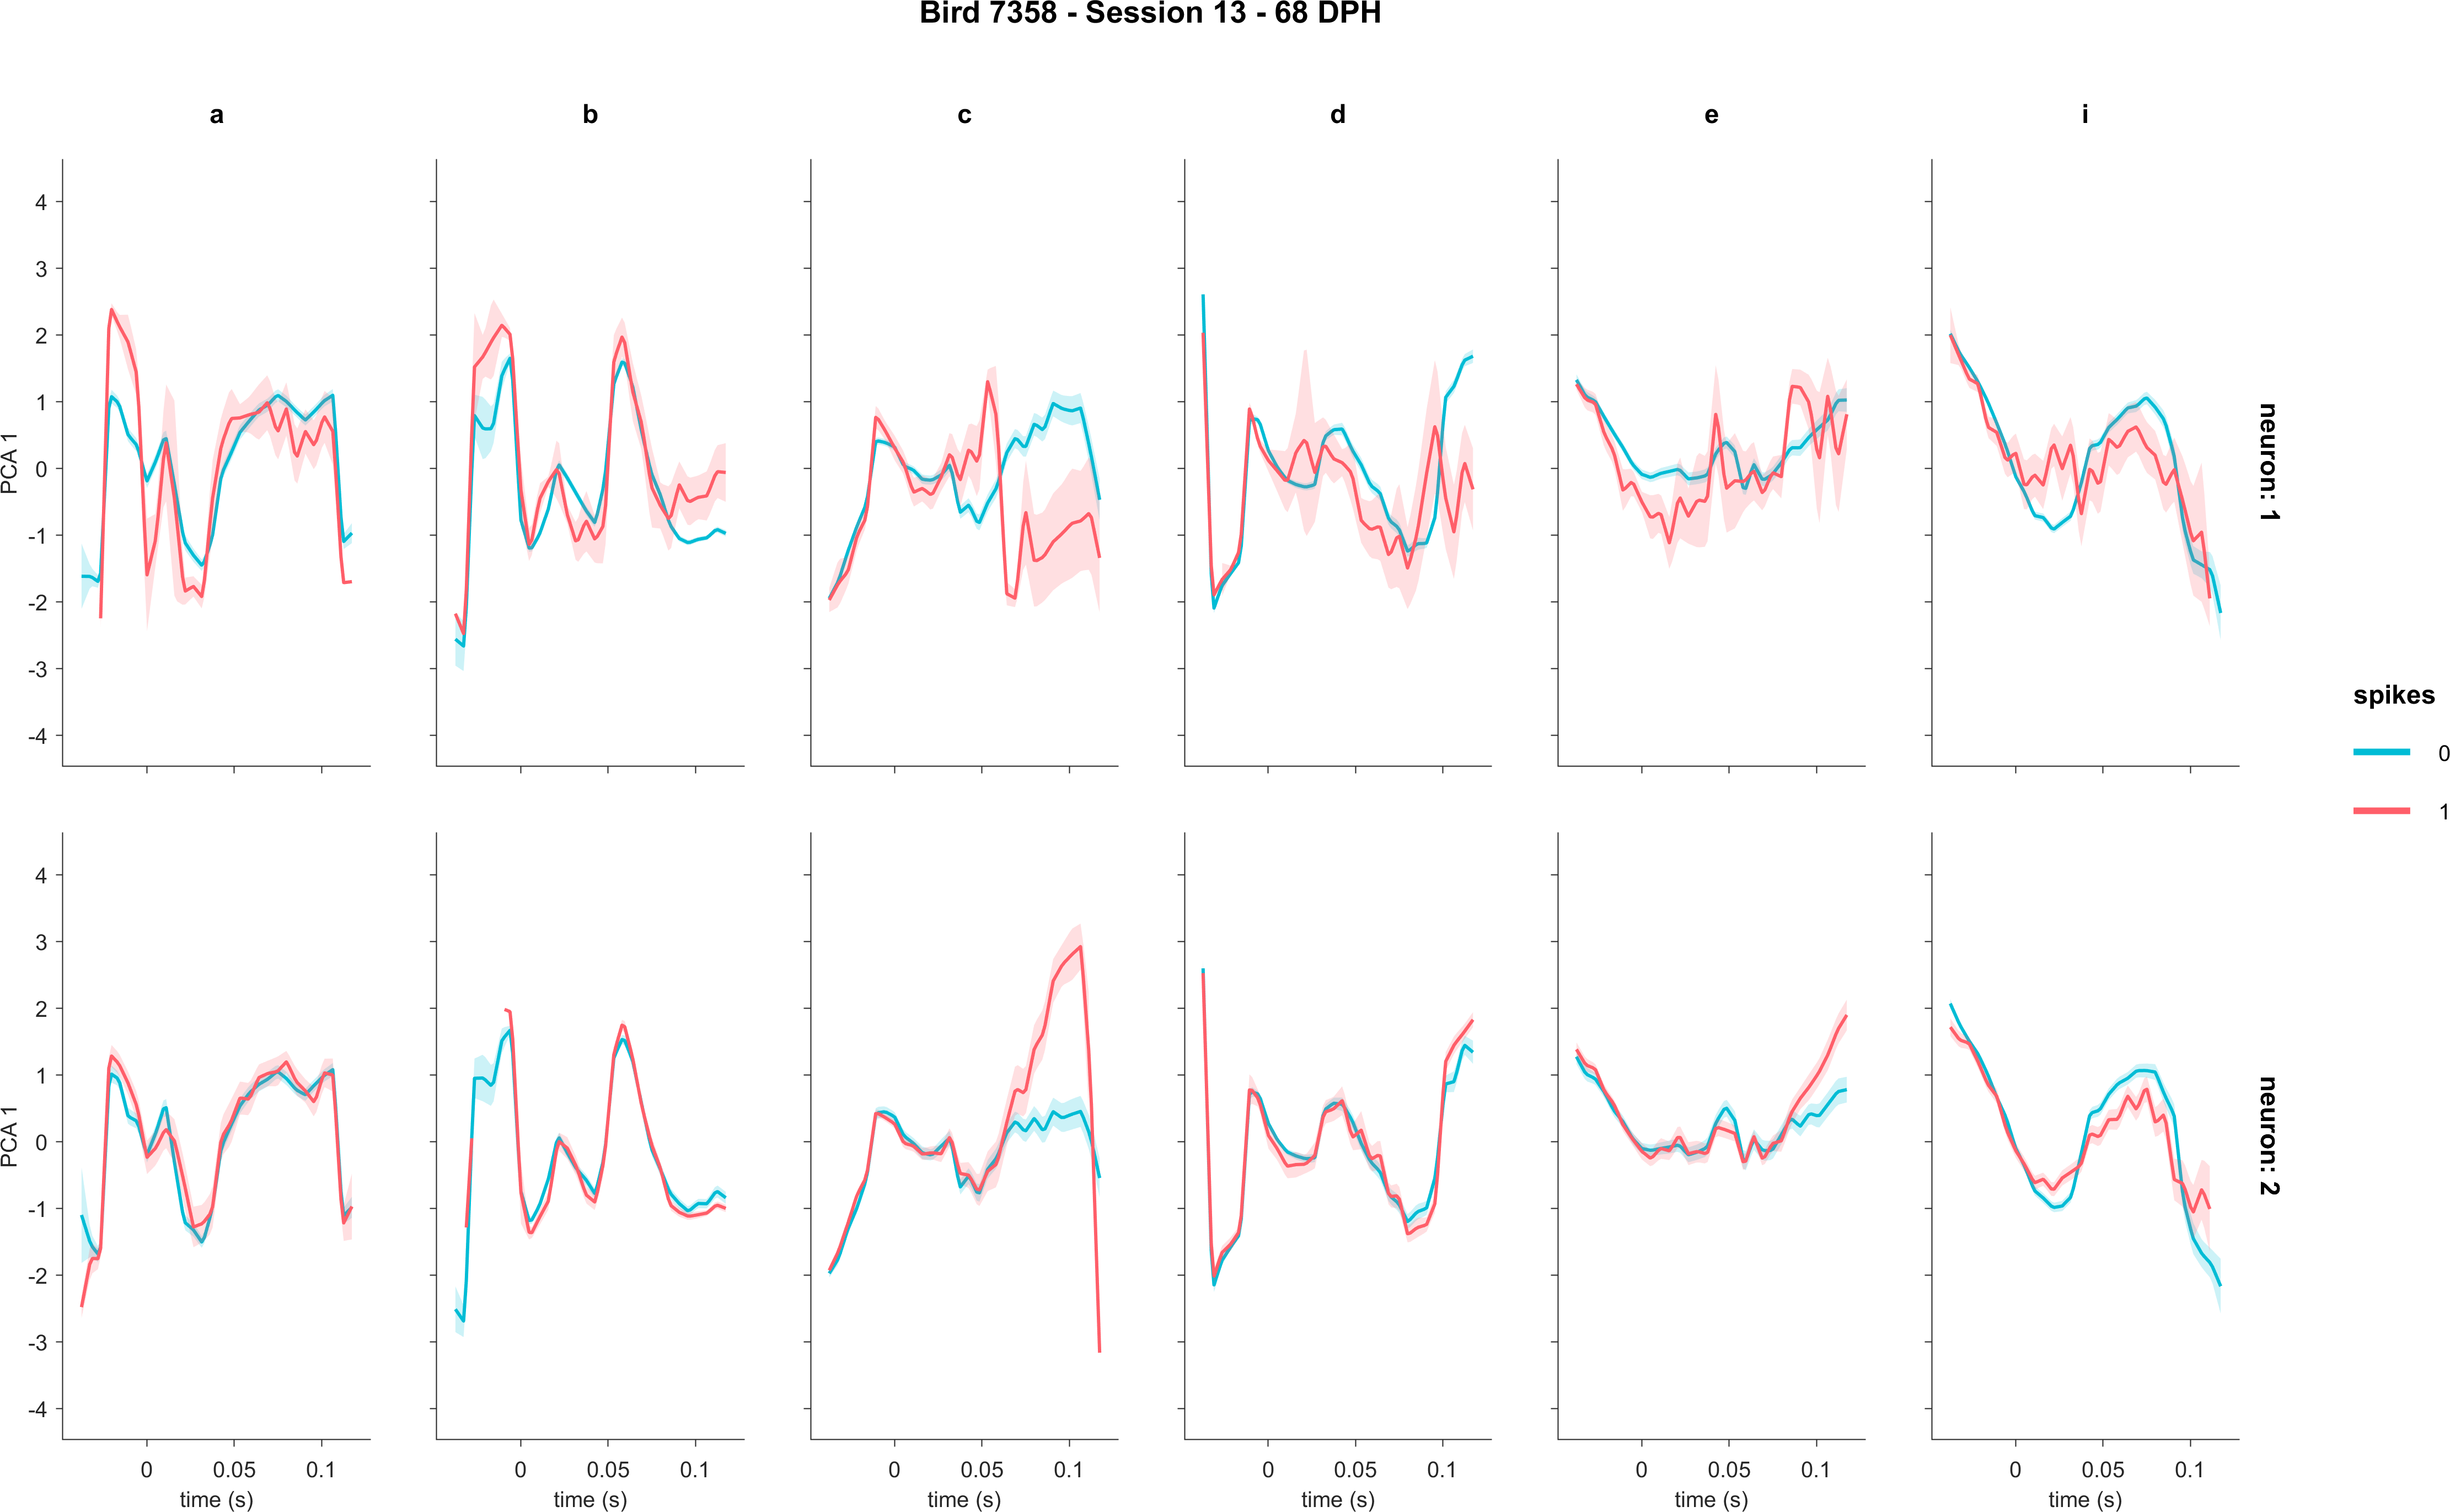 Bird 7358 - Session 13 - 68 DPH
a b c d e i
4
3
2
1
0
-1
-2
-3
-4
PCA 1
neuron: 1
spikes
0
1
4
3
2
1
0
-1
-2
-3
-4
PCA 1
neuron: 2
0 0.05 0.1 0 0.05 0.1 0 0.05 0.1 0 0.05 0.1 0 0.05 0.1 0 0.05 0.1
time (s) time (s) time (s) time (s) time (s) time (s)